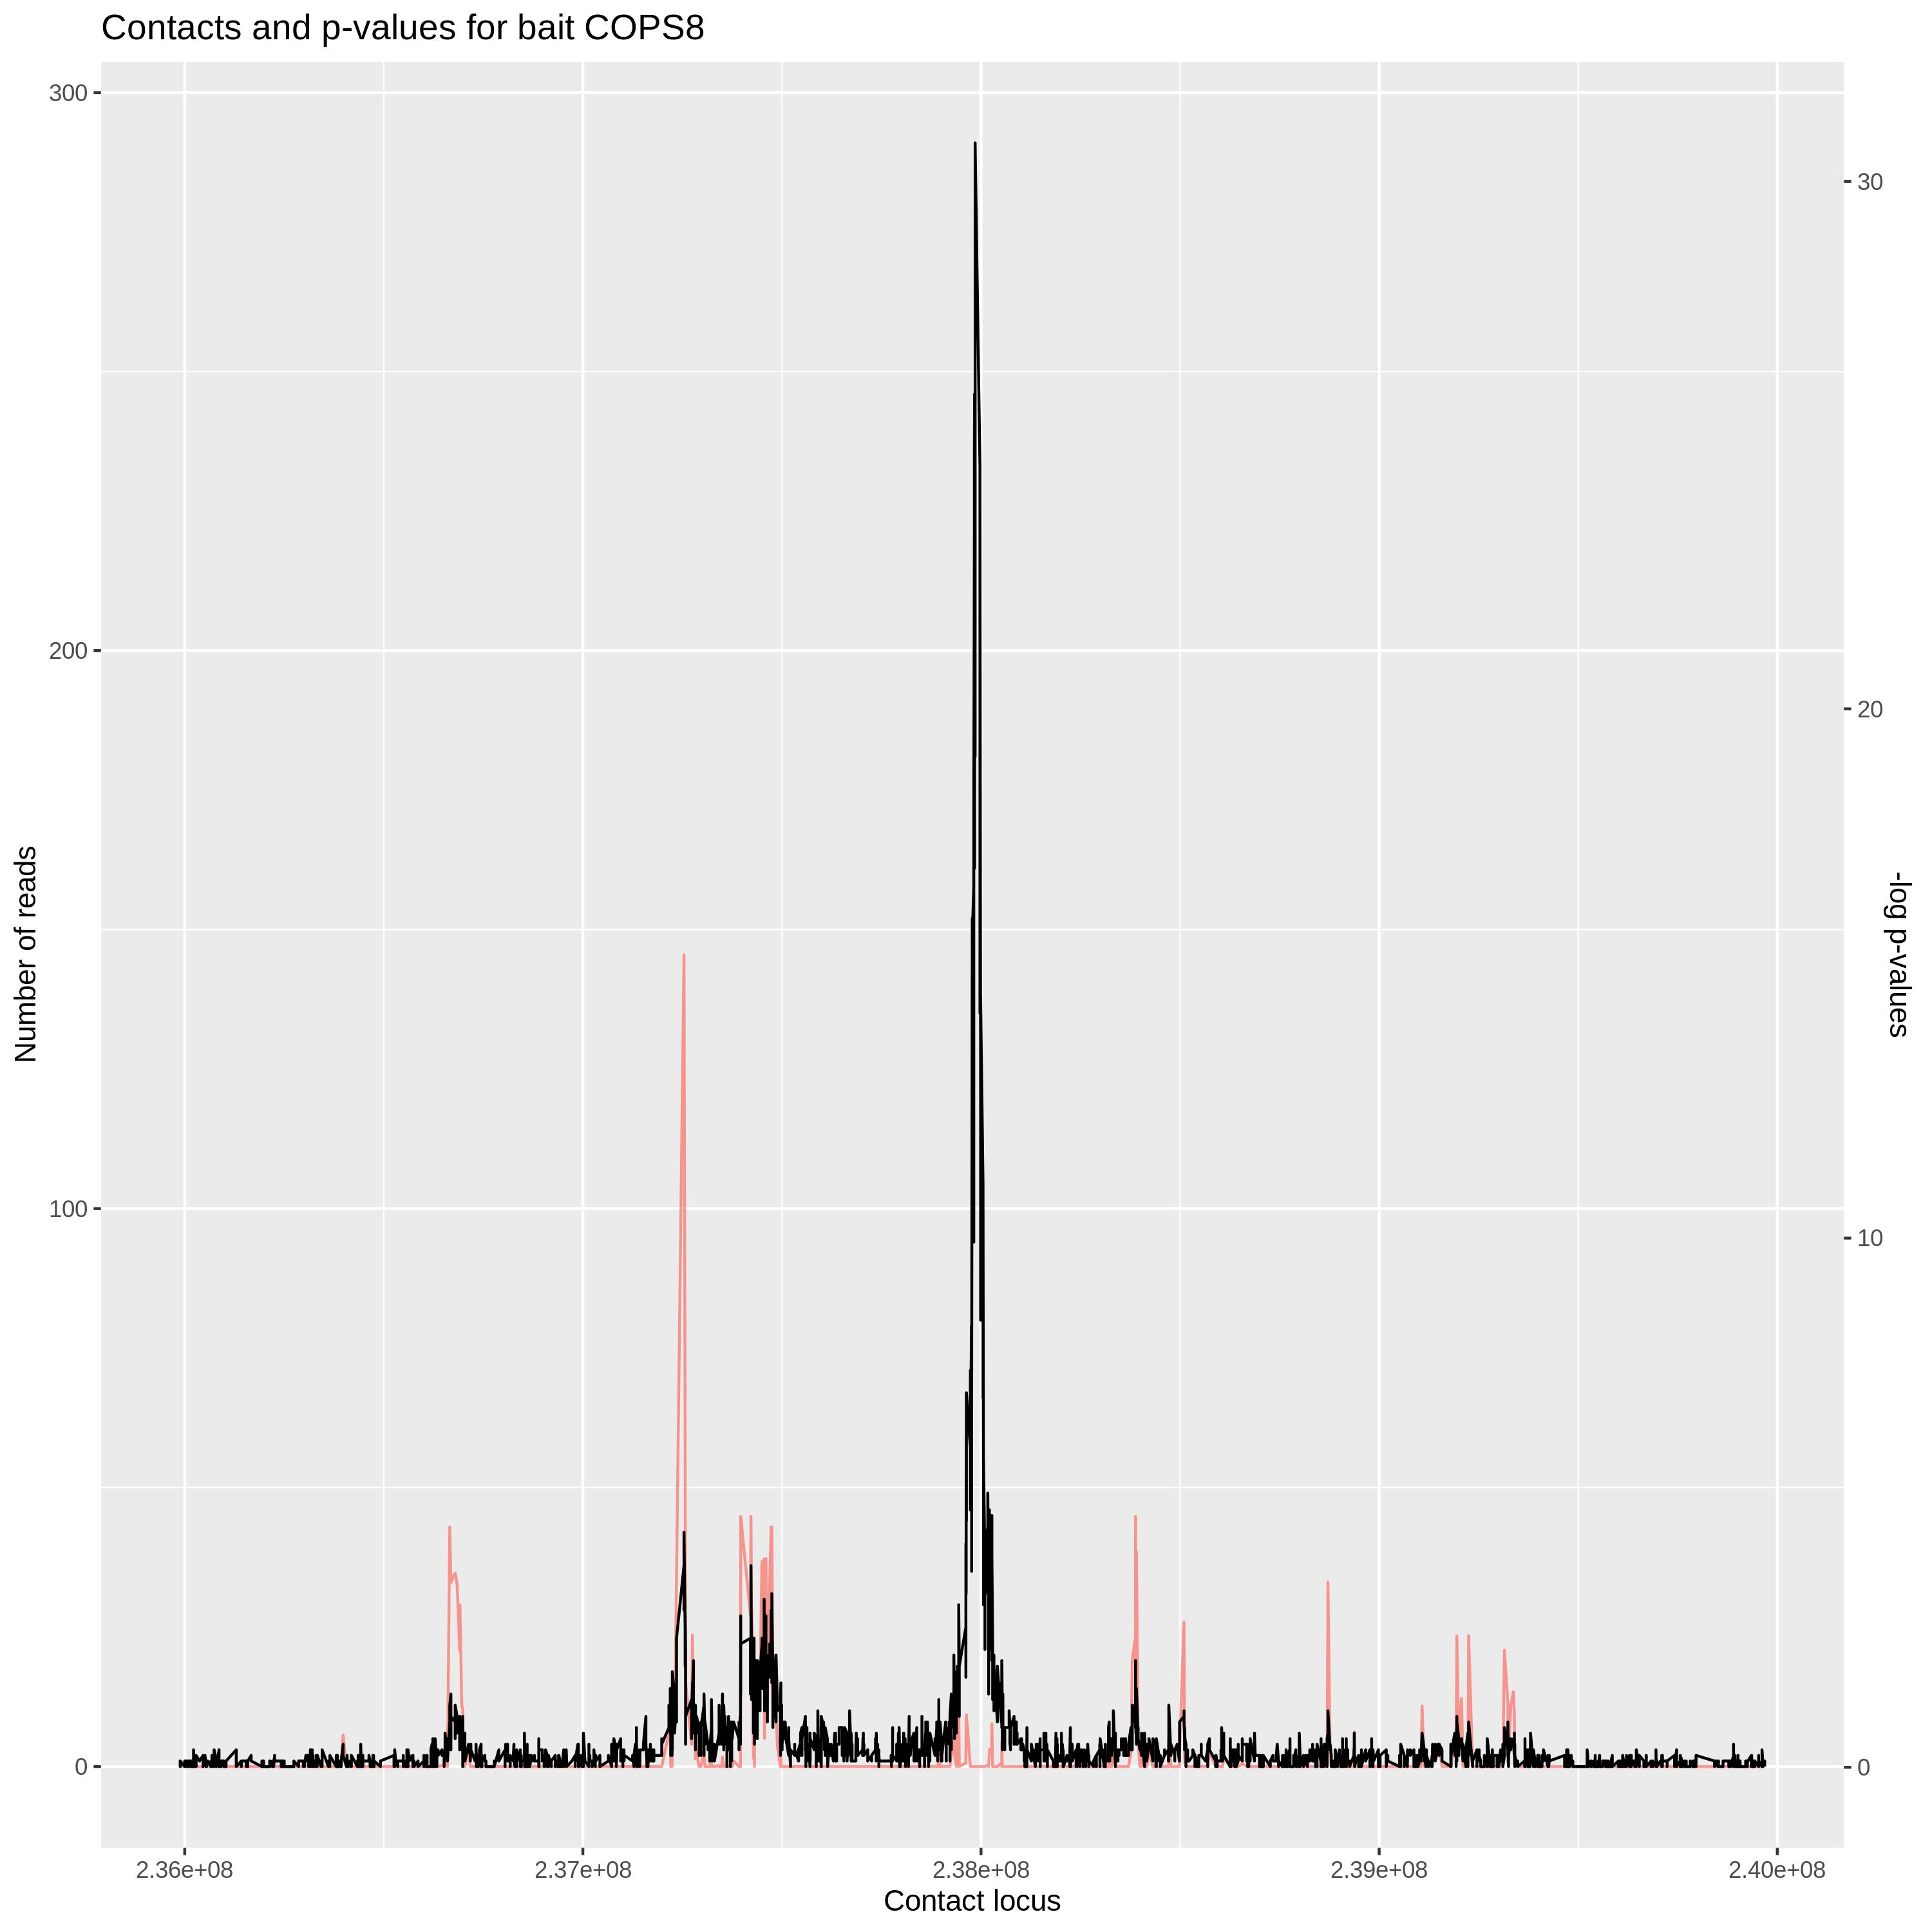 Contacts and p-values for bait COPS8
300
200
100
0
Number of reads
30
20
10
0
-log p-values
2.36e+08
2.37e+08
2.38e+08
2.39e+08
2.40e+08
Contact locus